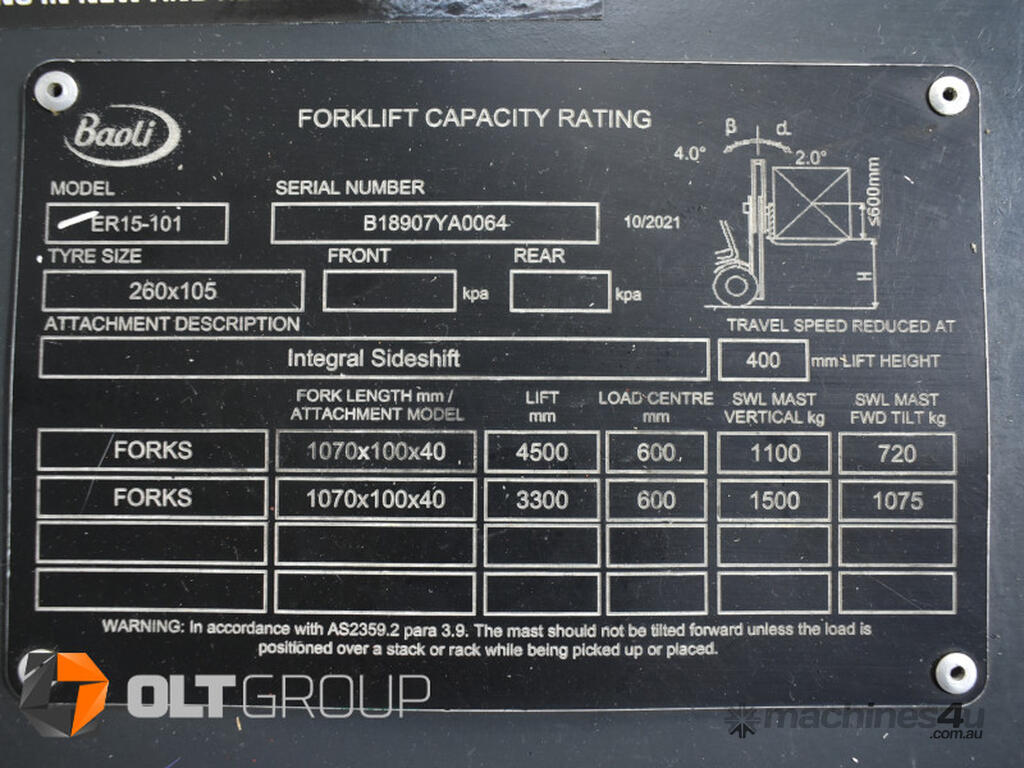 Baoli
FORKLIFT CAPACITY RATING
β d
4.0° 2.0°
≤600mm
H
MODEL SERIAL NUMBER
ER15-101 B18907YA0064 10/2021
TYRE SIZE FRONT REAR
260x105 kpa kpa
ATTACHMENT DESCRIPTION TRAVEL SPEED REDUCED AT
Integral Sideshift 400 mm LIFT HEIGHT
FORK LENGTH mm / LIFT LOAD CENTRE SWL MAST SWL MAST
ATTACHMENT MODEL mm mm VERTICAL kg FWD TILT kg
FORKS 1070x100x40 4500 600 1100 720
FORKS 1070x100x40 3300 600 1500 1075
WARNING: In accordance with AS2359.2 para 3.9. The mast should not be tilted forward unless the load is
positioned over a stack or rack while being picked up or placed.
OLTGROUP
machines4u
.com.au